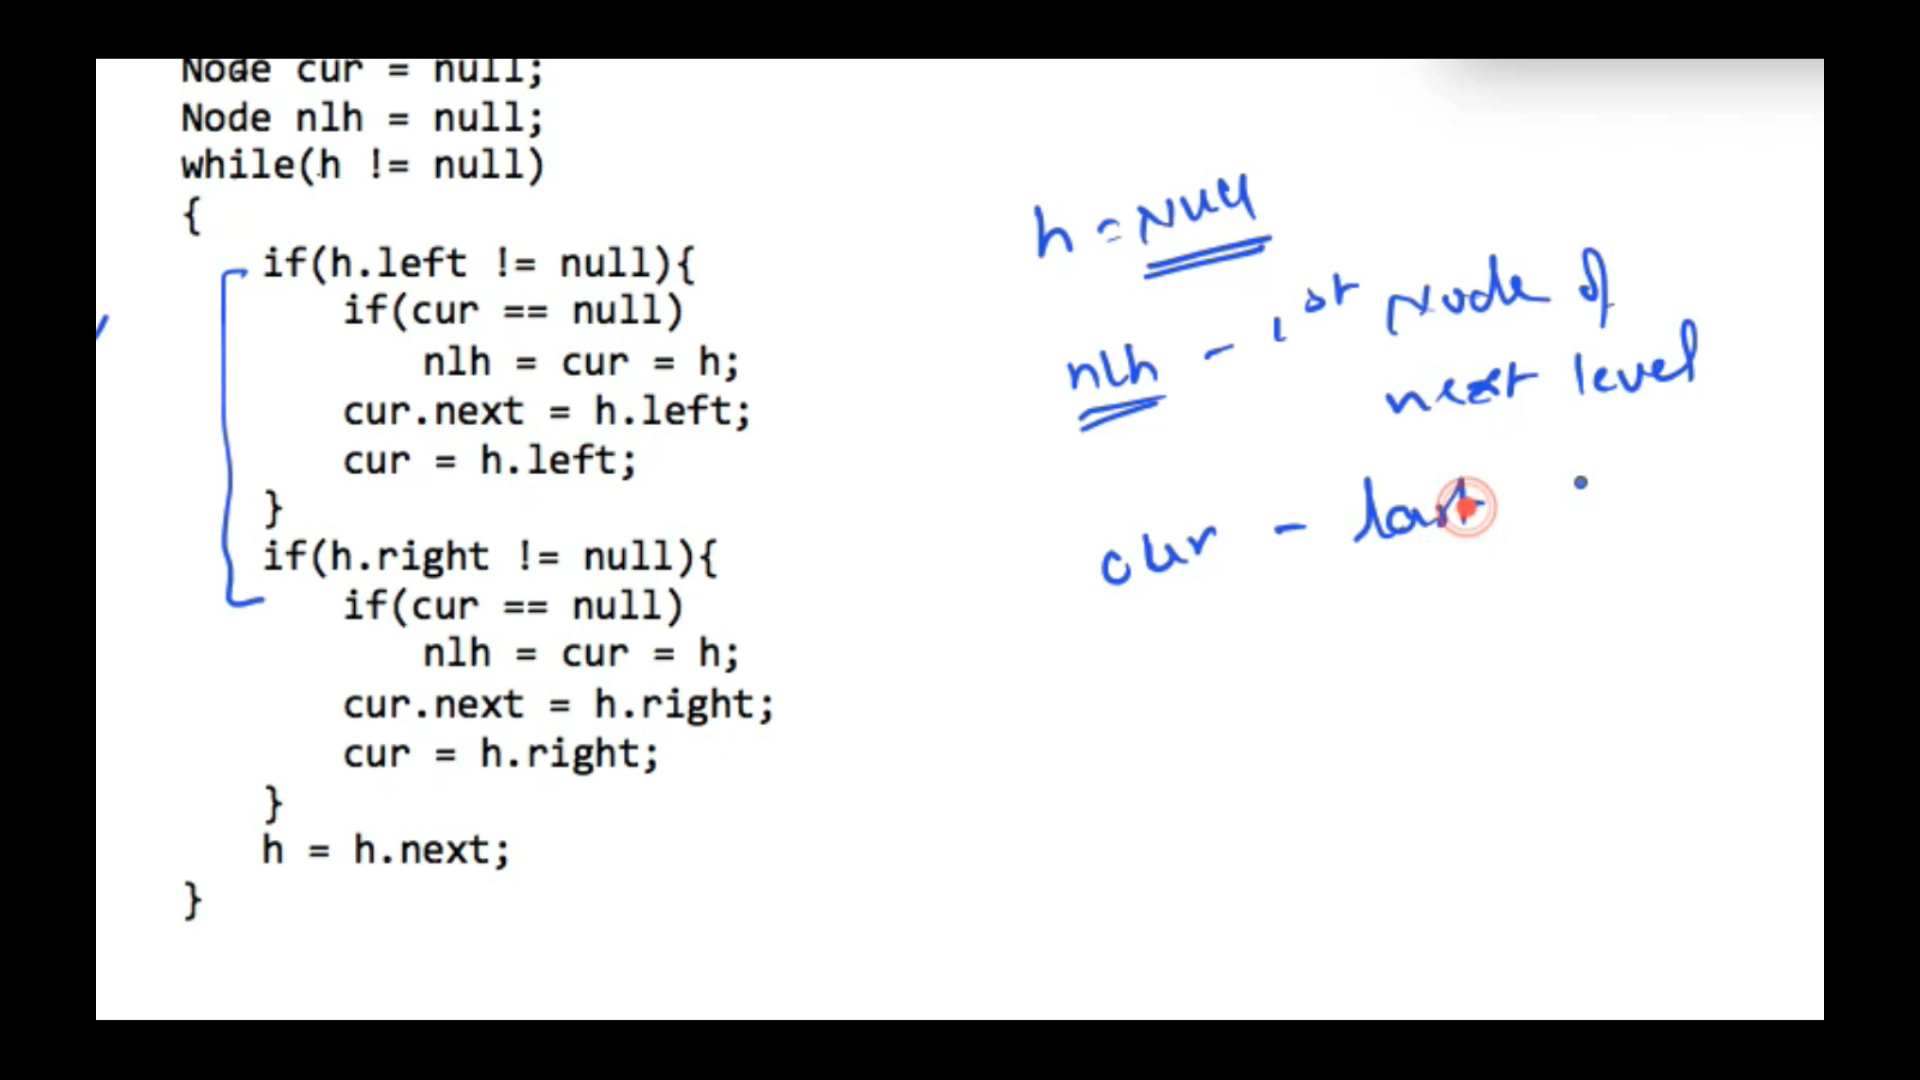 Node cur = null;
Node nlh = null;
while(h != null)
{
if(h.left != null){
if(cur == null)
nlh = cur = h;
cur.next = h.left;
cur = h.left;
}
if(h.right != null){
if(cur == null)
nlh = cur = h;
cur.next = h.right;
cur = h.right;
}
h = h.next;
}
h = Null
nlh - 1st Node of
next level
cur - last